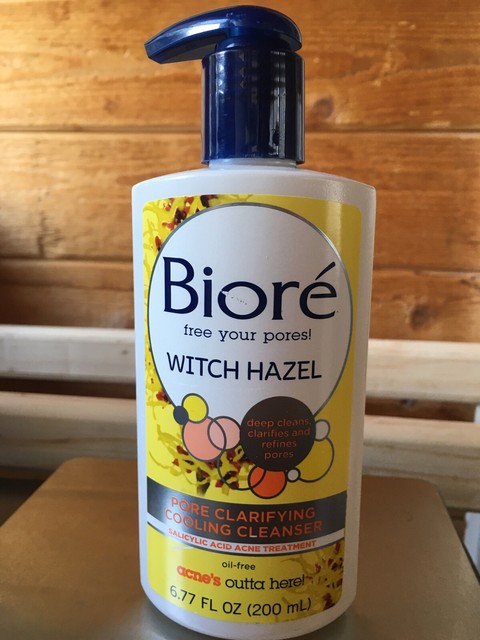 Bioré
free your pores!
WITCH HAZEL
deep cleans,
clarifies and
refines
pores
PORE CLARIFYING
COOLING CLEANSER
SALICYLIC ACID ACNE TREATMENT
oil-free
acne's outta here!
6.77 FL OZ (200 mL)